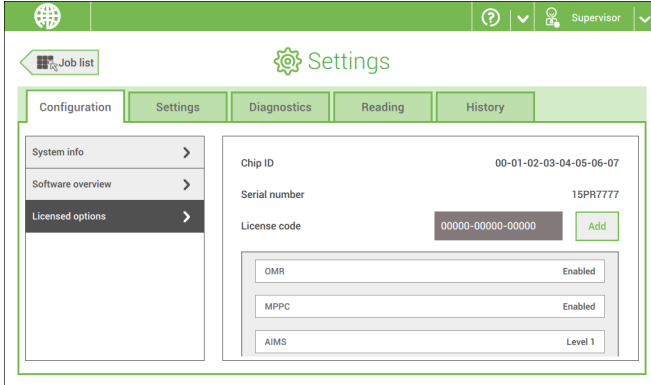 ? Supervisor
Job list
Settings
Configuration Settings Diagnostics Reading History
System info
Software overview
Licensed options
Chip ID 00-01-02-03-04-05-06-07
Serial number 15PR7777
License code 00000-00000-00000 Add
OMR Enabled
MPPC Enabled
AIMS Level 1